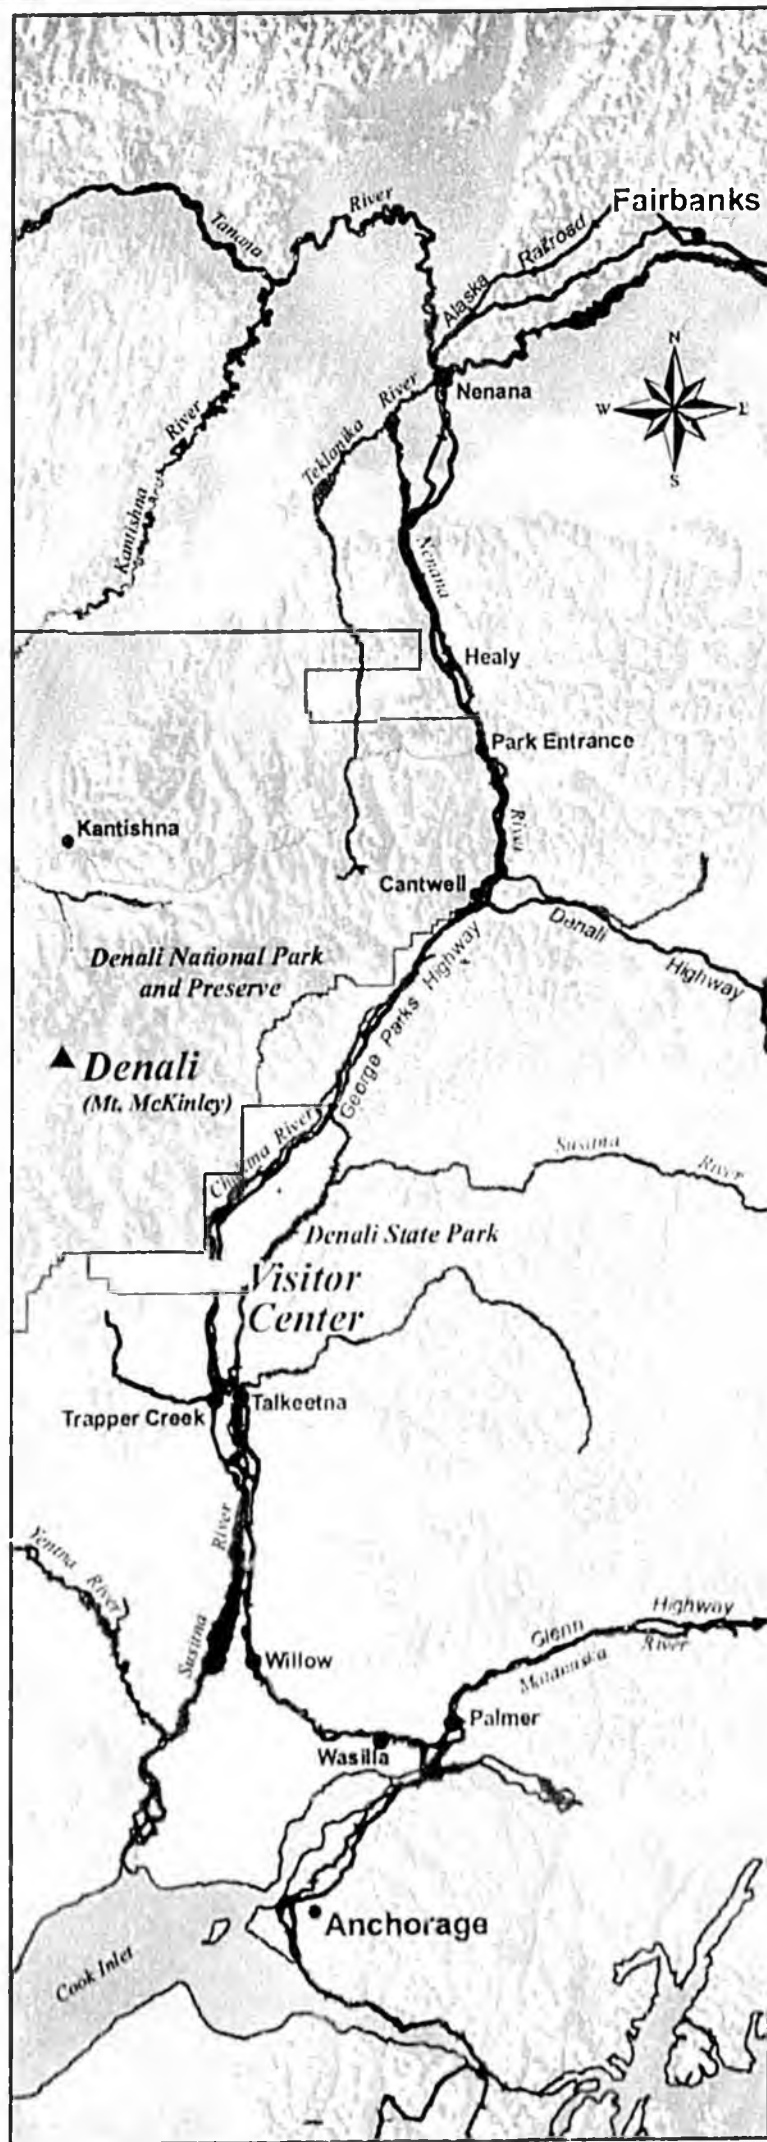 River
Tanana
Fairbanks
Alaska Railroad
N
W E
S
Nenana
River
Teklanika
River
Kantishna
Nenana
Healy
Park Entrance
River
Kantishna
Cantwell
Denali
Highway
Denali National Park
and Preserve
George Parks Highway
Denali
(Mt. McKinley)
Chulitna River
Susitna
River
Denali State Park
Visitor
Center
Talkeetna
Trapper Creek
River
Yentna River
Susitna
Glenn Highway
Matanuska River
Willow
Palmer
Wasilla
Anchorage
Cook Inlet